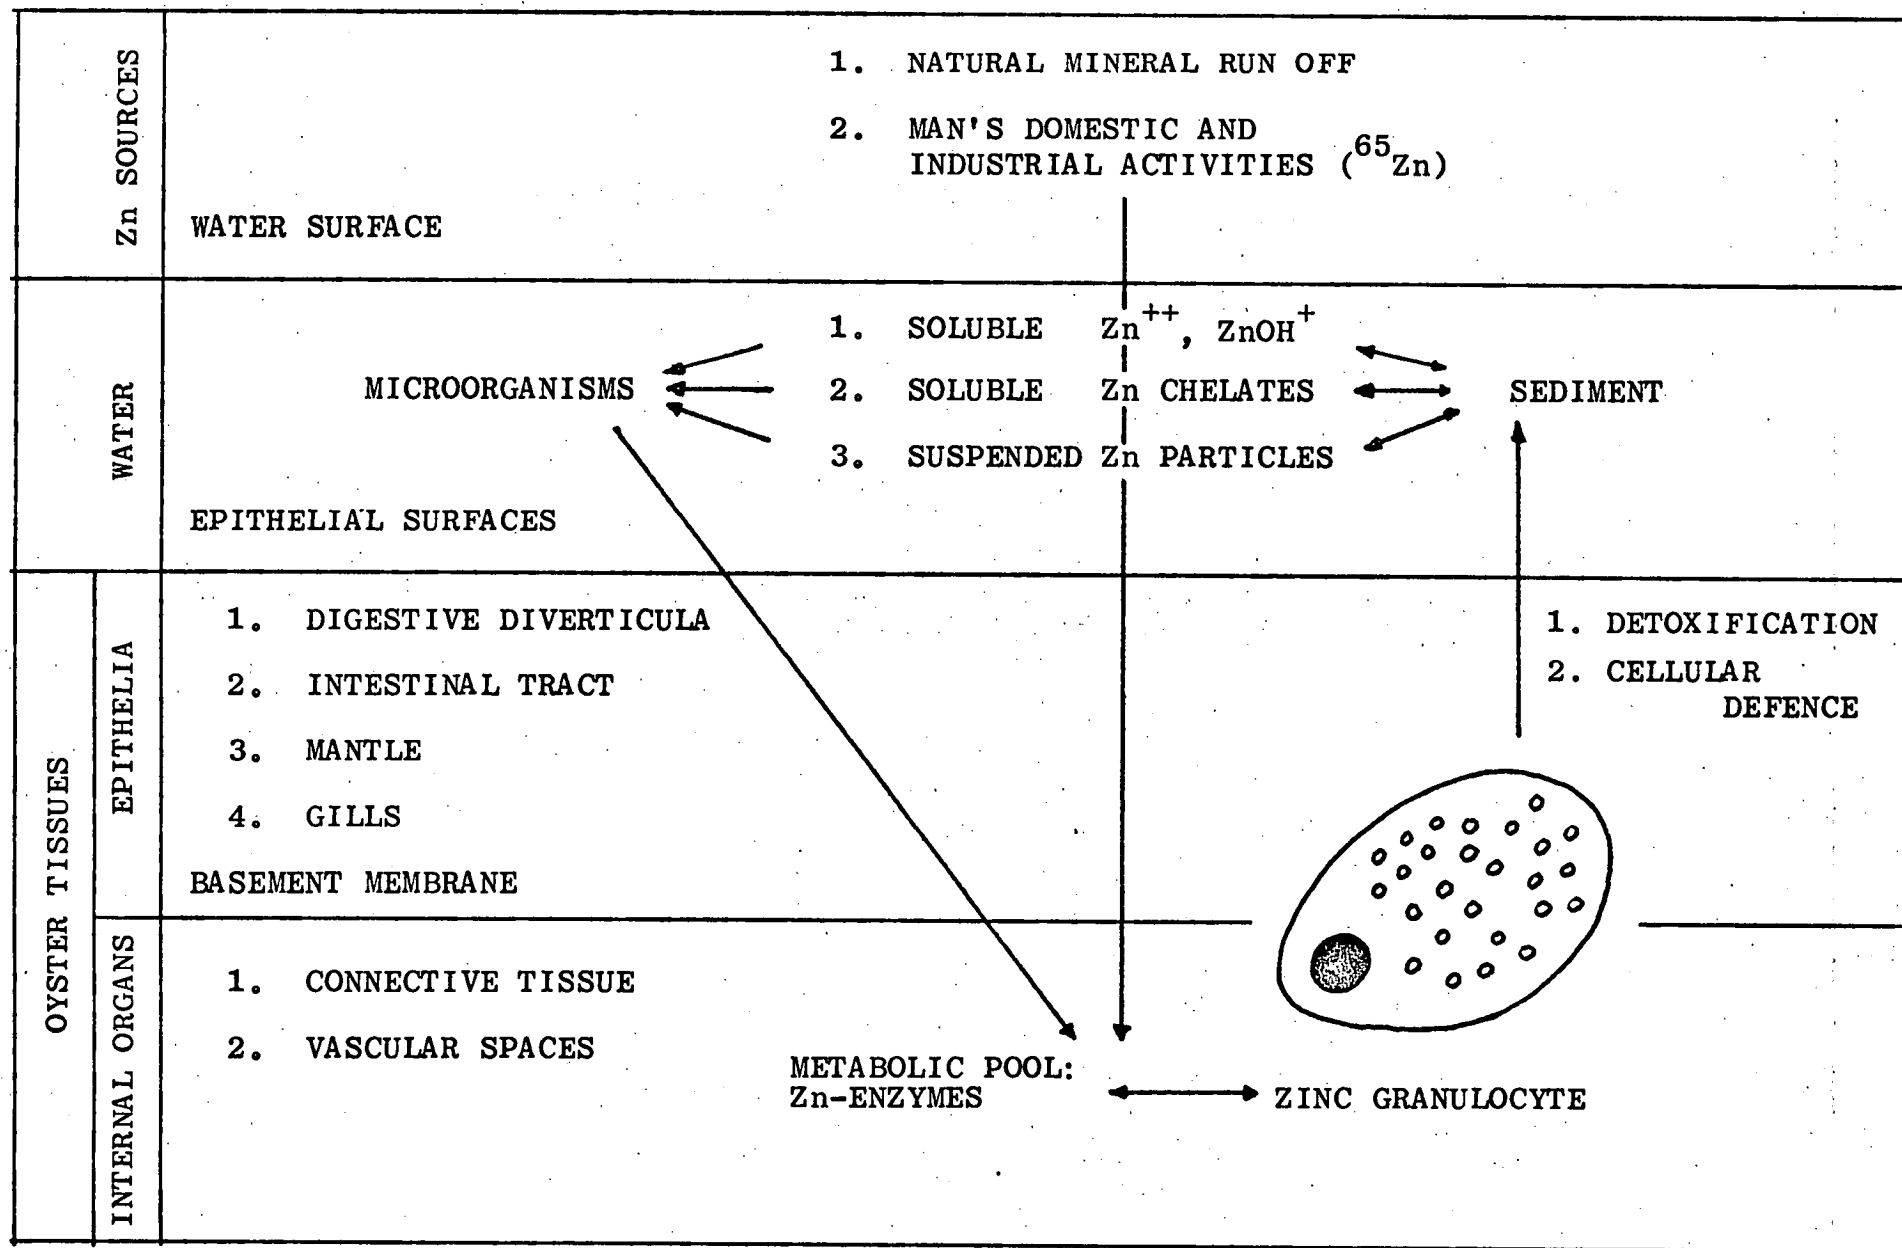 Zn SOURCES
1. NATURAL MINERAL RUN OFF
2. MAN'S DOMESTIC AND
INDUSTRIAL ACTIVITIES (65Zn)
WATER SURFACE
WATER
1. SOLUBLE Zn++, ZnOH+
MICROORGANISMS
2. SOLUBLE Zn CHELATES
SEDIMENT
3. SUSPENDED Zn PARTICLES
EPITHELIAL SURFACES
OYSTER TISSUES
EPITHELIA
1. DIGESTIVE DIVERTICULA
2. INTESTINAL TRACT
3. MANTLE
4. GILLS
BASEMENT MEMBRANE
1. DETOXIFICATION
2. CELLULAR
DEFENCE
INTERNAL ORGANS
1. CONNECTIVE TISSUE
2. VASCULAR SPACES
METABOLIC POOL:
Zn-ENZYMES
ZINC GRANULOCYTE